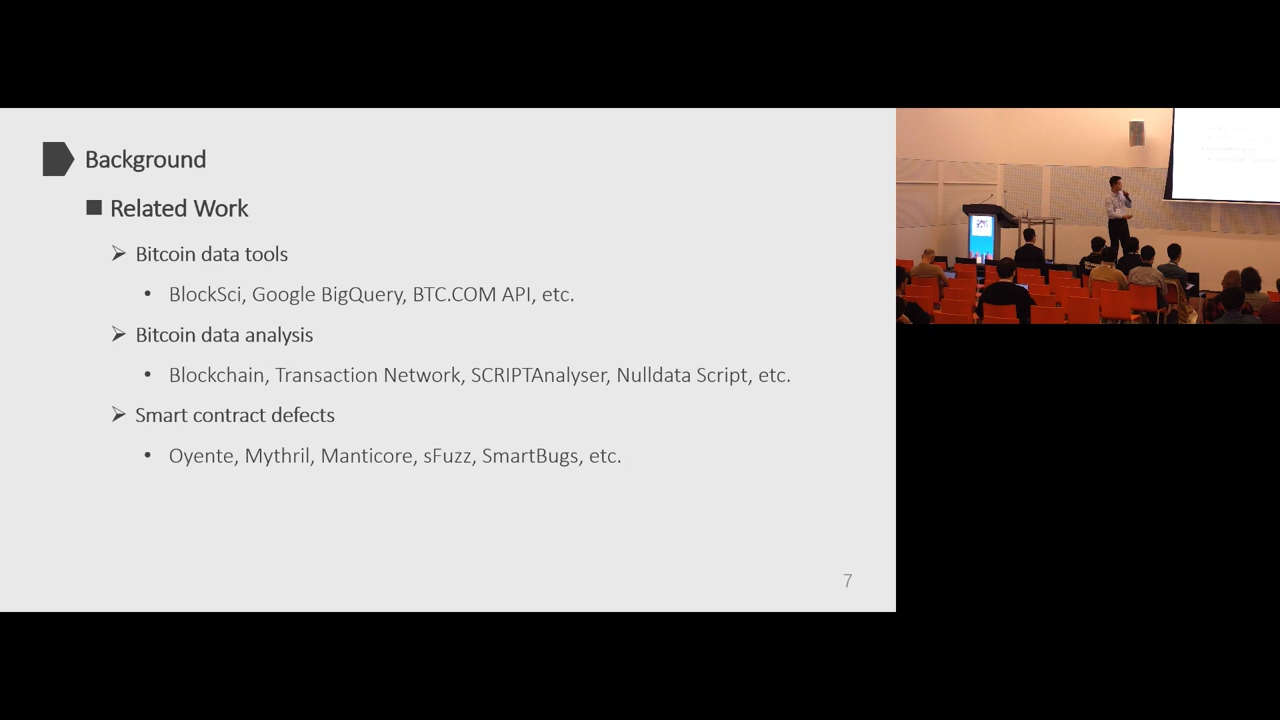 Background
Related Work
Bitcoin data tools
BlockSci, Google BigQuery, BTC.COM API, etc.
Bitcoin data analysis
Blockchain, Transaction Network, SCRIPTAnalyser, Nulldata Script, etc.
Smart contract defects
Oyente, Mythril, Manticore, sFuzz, SmartBugs, etc.
7